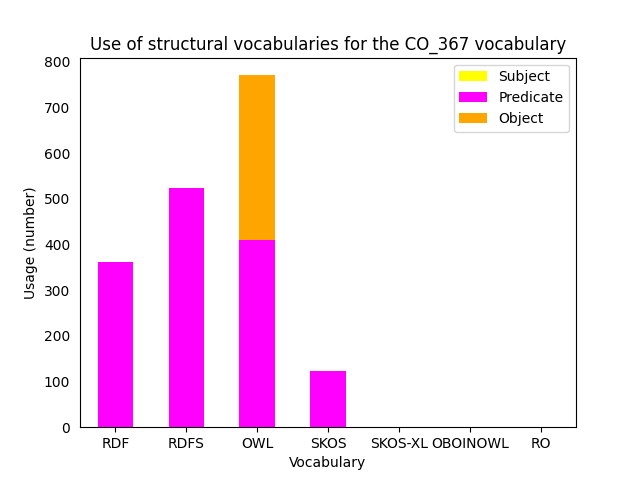 Use of structural vocabularies for the CO_367 vocabulary
800
700
600
500
400
300
200
100
0
Usage (number)
Subject
Predicate
Object
RDF RDFS OWL SKOS SKOS-XL OBOINOWL RO
Vocabulary